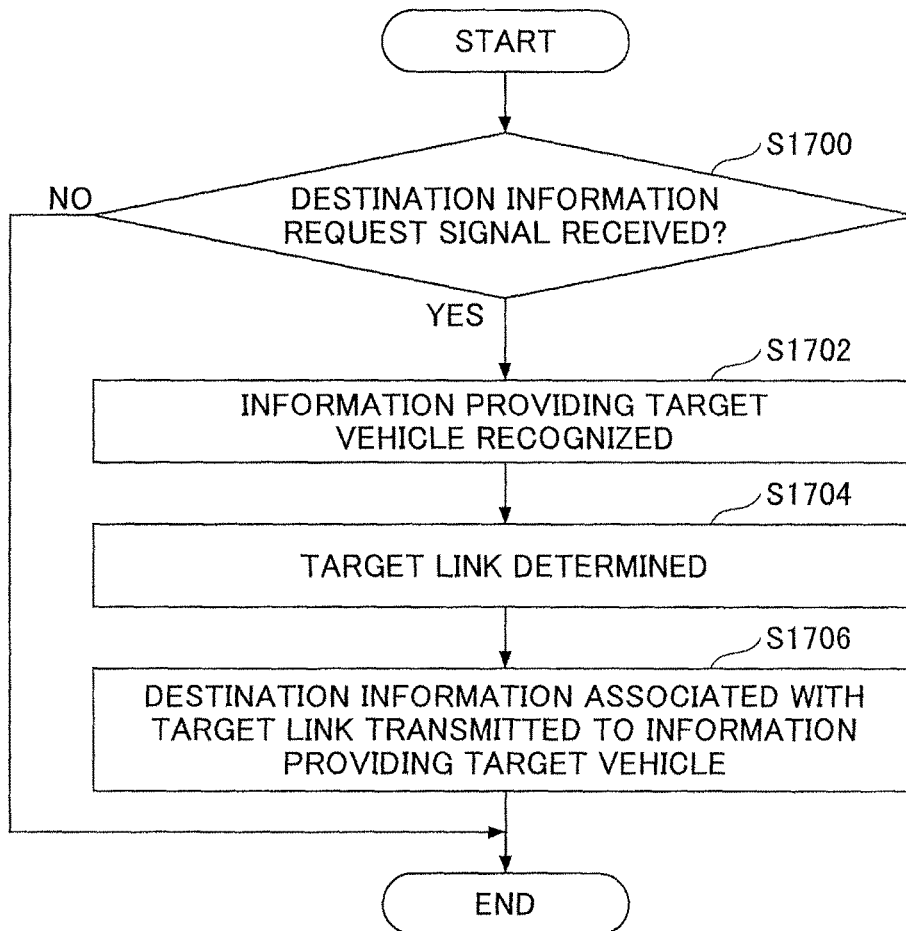 START
S1700
NO
DESTINATION INFORMATION
REQUEST SIGNAL RECEIVED?
YES
S1702
INFORMATION PROVIDING TARGET
VEHICLE RECOGNIZED
S1704
TARGET LINK DETERMINED
S1706
DESTINATION INFORMATION ASSOCIATED WITH
TARGET LINK TRANSMITTED TO INFORMATION
PROVIDING TARGET VEHICLE
END